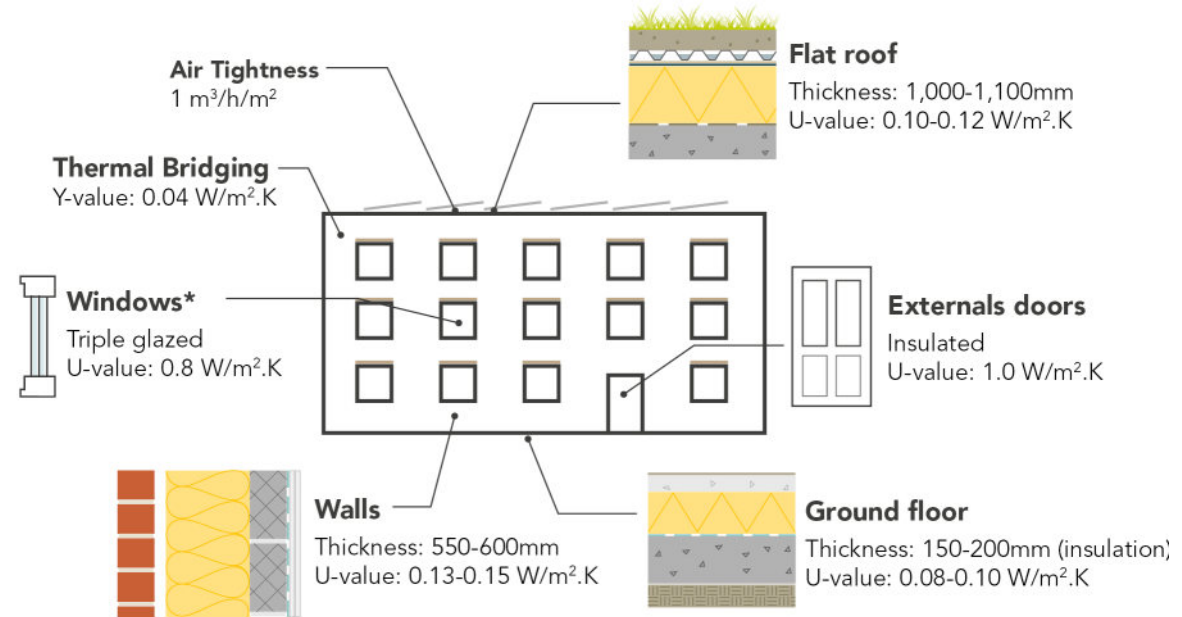 Air Tightness
1 m³/h/m²
Flat roof
Thickness: 1,000-1,100mm
U-value: 0.10-0.12 W/m².K
Thermal Bridging
Y-value: 0.04 W/m².K
Windows*
Triple glazed
U-value: 0.8 W/m².K
Externals doors
Insulated
U-value: 1.0 W/m².K
Walls
Thickness: 550-600mm
U-value: 0.13-0.15 W/m².K
Ground floor
Thickness: 150-200mm (insulation)
U-value: 0.08-0.10 W/m².K